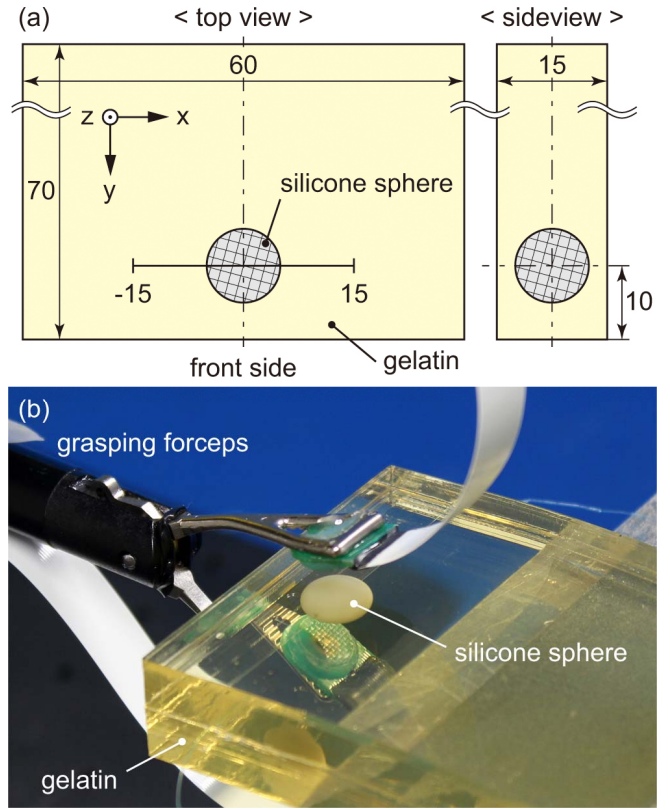 (a)
< top view >
< sideview >
60
15
z
x
y
70
silicone sphere
-15
15
10
gelatin
front side
(b)
grasping forceps
silicone sphere
gelatin